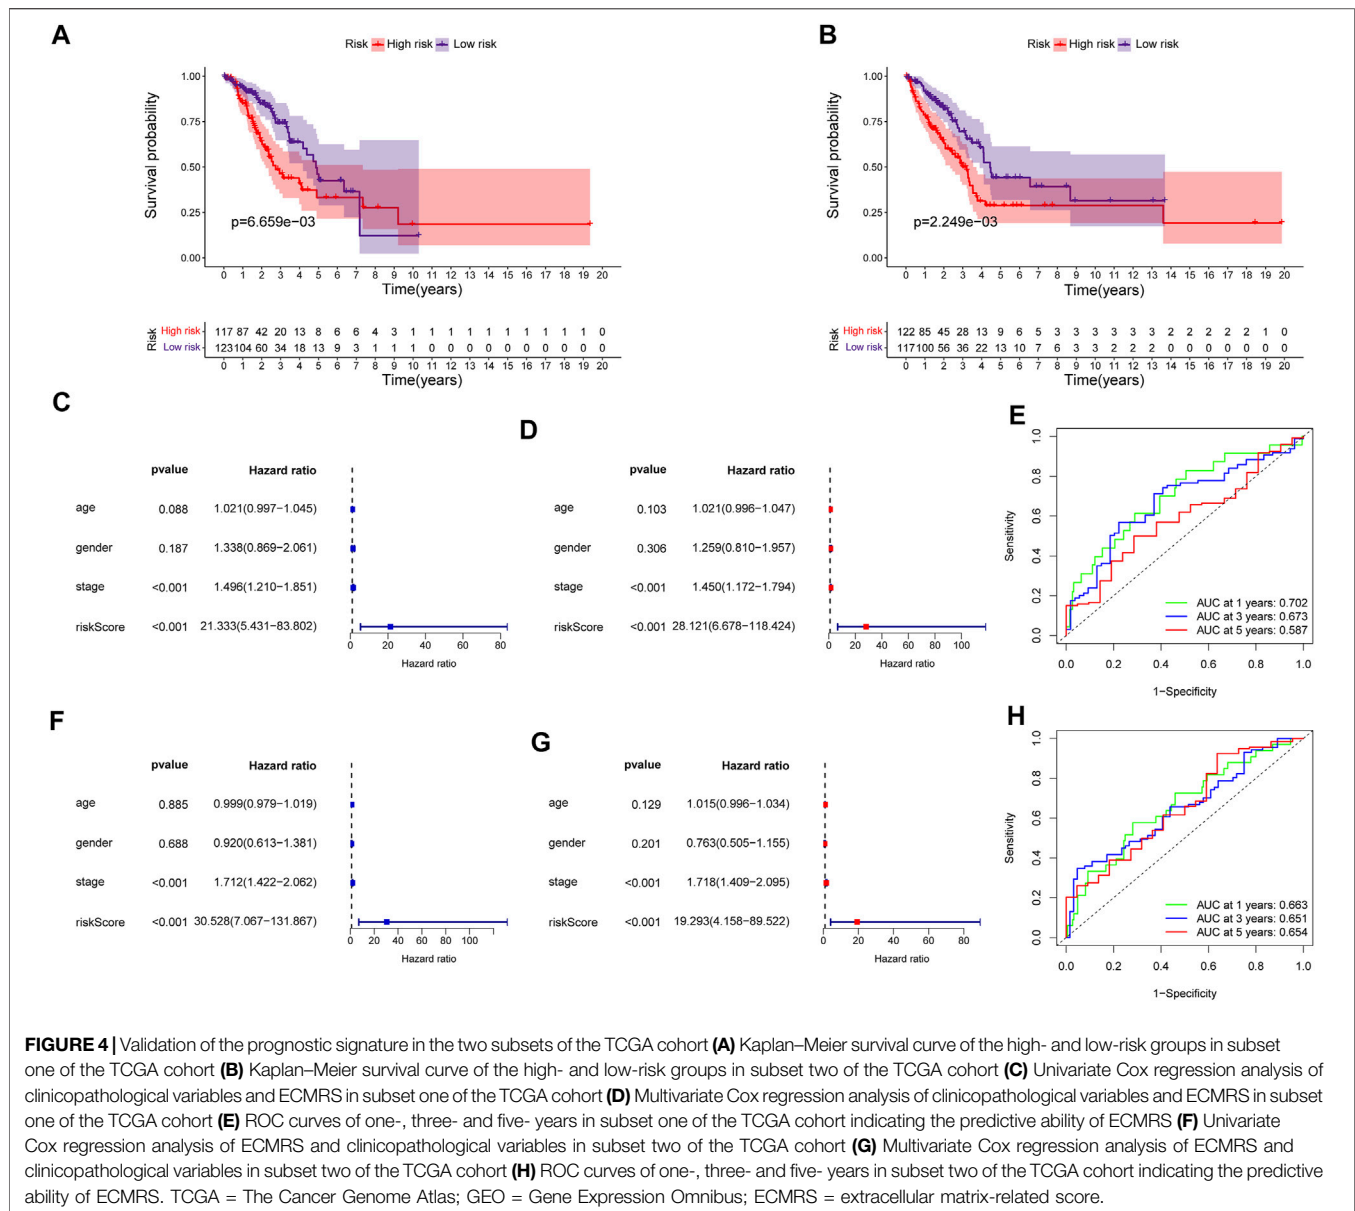 A
Risk High risk Low risk
Survival probability
1.00
0.75
0.50
0.25
0.00
p=6.659e−03
0 1 2 3 4 5 6 7 8 9 10 11 12 13 14 15 16 17 18 19 20
Time(years)
Risk
High risk 117 87 42 20 13 8 6 6 4 3 1 1 1 1 1 1 1 1 1 1 0
Low risk 123 104 60 34 18 13 9 3 1 1 1 0 0 0 0 0 0 0 0 0 0
0 1 2 3 4 5 6 7 8 9 10 11 12 13 14 15 16 17 18 19 20
Time(years)
B
Risk High risk Low risk
Survival probability
1.00
0.75
0.50
0.25
0.00
p=2.249e−03
0 1 2 3 4 5 6 7 8 9 10 11 12 13 14 15 16 17 18 19 20
Time(years)
Risk
High risk 122 85 45 28 13 9 6 5 3 3 3 3 3 3 2 2 2 2 2 1 0
Low risk 117 100 56 36 22 13 10 7 6 3 3 2 2 2 0 0 0 0 0 0 0
0 1 2 3 4 5 6 7 8 9 10 11 12 13 14 15 16 17 18 19 20
Time(years)
C
pvalue Hazard ratio
age 0.088 1.021(0.997−1.045)
gender 0.187 1.338(0.869−2.061)
stage <0.001 1.496(1.210−1.851)
riskScore <0.001 21.333(5.431−83.802)
0 20 40 60 80
Hazard ratio
D
pvalue Hazard ratio
age 0.103 1.021(0.996−1.047)
gender 0.306 1.259(0.810−1.957)
stage <0.001 1.450(1.172−1.794)
riskScore <0.001 28.121(6.678−118.424)
0 20 40 60 80 100
Hazard ratio
E
Sensitivity
1.0
0.8
0.6
0.4
0.2
0.0
AUC at 1 years: 0.702
AUC at 3 years: 0.673
AUC at 5 years: 0.587
0.0 0.2 0.4 0.6 0.8 1.0
1−Specificity
F
pvalue Hazard ratio
age 0.885 0.999(0.979−1.019)
gender 0.688 0.920(0.613−1.381)
stage <0.001 1.712(1.422−2.062)
riskScore <0.001 30.528(7.067−131.867)
0 20 40 60 80 100
Hazard ratio
G
pvalue Hazard ratio
age 0.129 1.015(0.996−1.034)
gender 0.201 0.763(0.505−1.155)
stage <0.001 1.718(1.409−2.095)
riskScore <0.001 19.293(4.158−89.522)
0 20 40 60 80
Hazard ratio
H
Sensitivity
1.0
0.8
0.6
0.4
0.2
0.0
AUC at 1 years: 0.663
AUC at 3 years: 0.651
AUC at 5 years: 0.654
0.0 0.2 0.4 0.6 0.8 1.0
1−Specificity
FIGURE 4 | Validation of the prognostic signature in the two subsets of the TCGA cohort (A) Kaplan–Meier survival curve of the high- and low-risk groups in subset
one of the TCGA cohort (B) Kaplan–Meier survival curve of the high- and low-risk groups in subset two of the TCGA cohort (C) Univariate Cox regression analysis of
clinicopathological variables and ECMRS in subset one of the TCGA cohort (D) Multivariate Cox regression analysis of clinicopathological variables and ECMRS in subset
one of the TCGA cohort (E) ROC curves of one-, three- and five- years in subset one of the TCGA cohort indicating the predictive ability of ECMRS (F) Univariate
Cox regression analysis of ECMRS and clinicopathological variables in subset two of the TCGA cohort (G) Multivariate Cox regression analysis of ECMRS and
clinicopathological variables in subset two of the TCGA cohort (H) ROC curves of one-, three- and five- years in subset two of the TCGA cohort indicating the predictive
ability of ECMRS. TCGA = The Cancer Genome Atlas; GEO = Gene Expression Omnibus; ECMRS = extracellular matrix-related score.